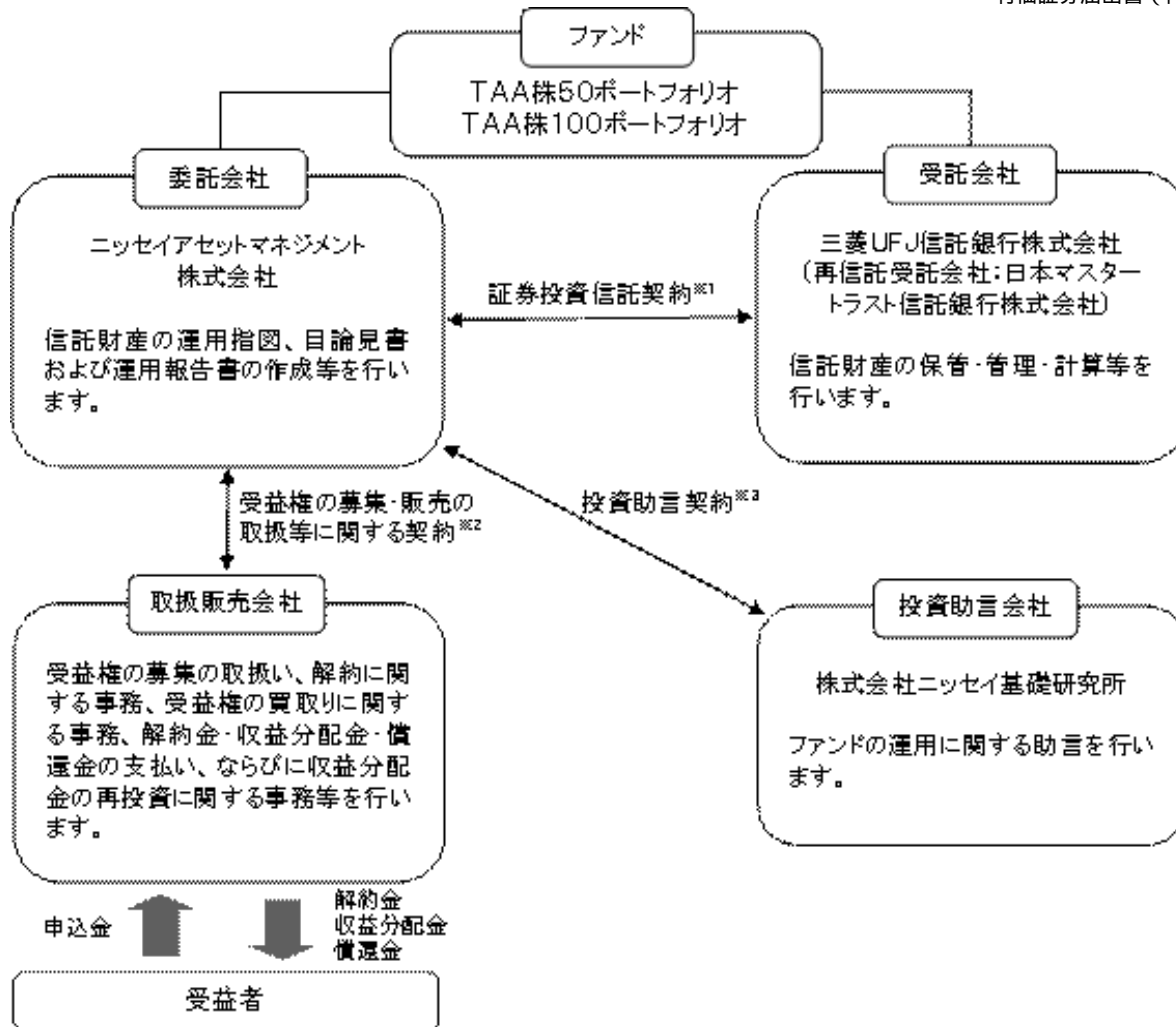 ファンド
TAA株50ポートフォリオ
TAA株100ポートフォリオ
委託会社
ニッセイアセットマネジメント
株式会社
信託財産の運用指図、目論見書
および運用報告書の作成等を行い
ます。
受託会社
三菱UFJ信託銀行株式会社
(再信託受託会社:日本マスター
トラスト信託銀行株式会社)
信託財産の保管・管理・計算等を
行います。
証券投資信託契約※1
受益権の募集・販売の
取扱等に関する契約※2
投資助言契約※3
取扱販売会社
受益権の募集の取扱い、解約に関
する事務、受益権の買取りに関す
る事務、解約金・収益分配金・償
還金の支払い、ならびに収益分配
金の再投資に関する事務等を行い
ます。
投資助言会社
株式会社ニッセイ基礎研究所
ファンドの運用に関する助言を行い
ます。
申込金
解約金
収益分配金
償還金
受益者